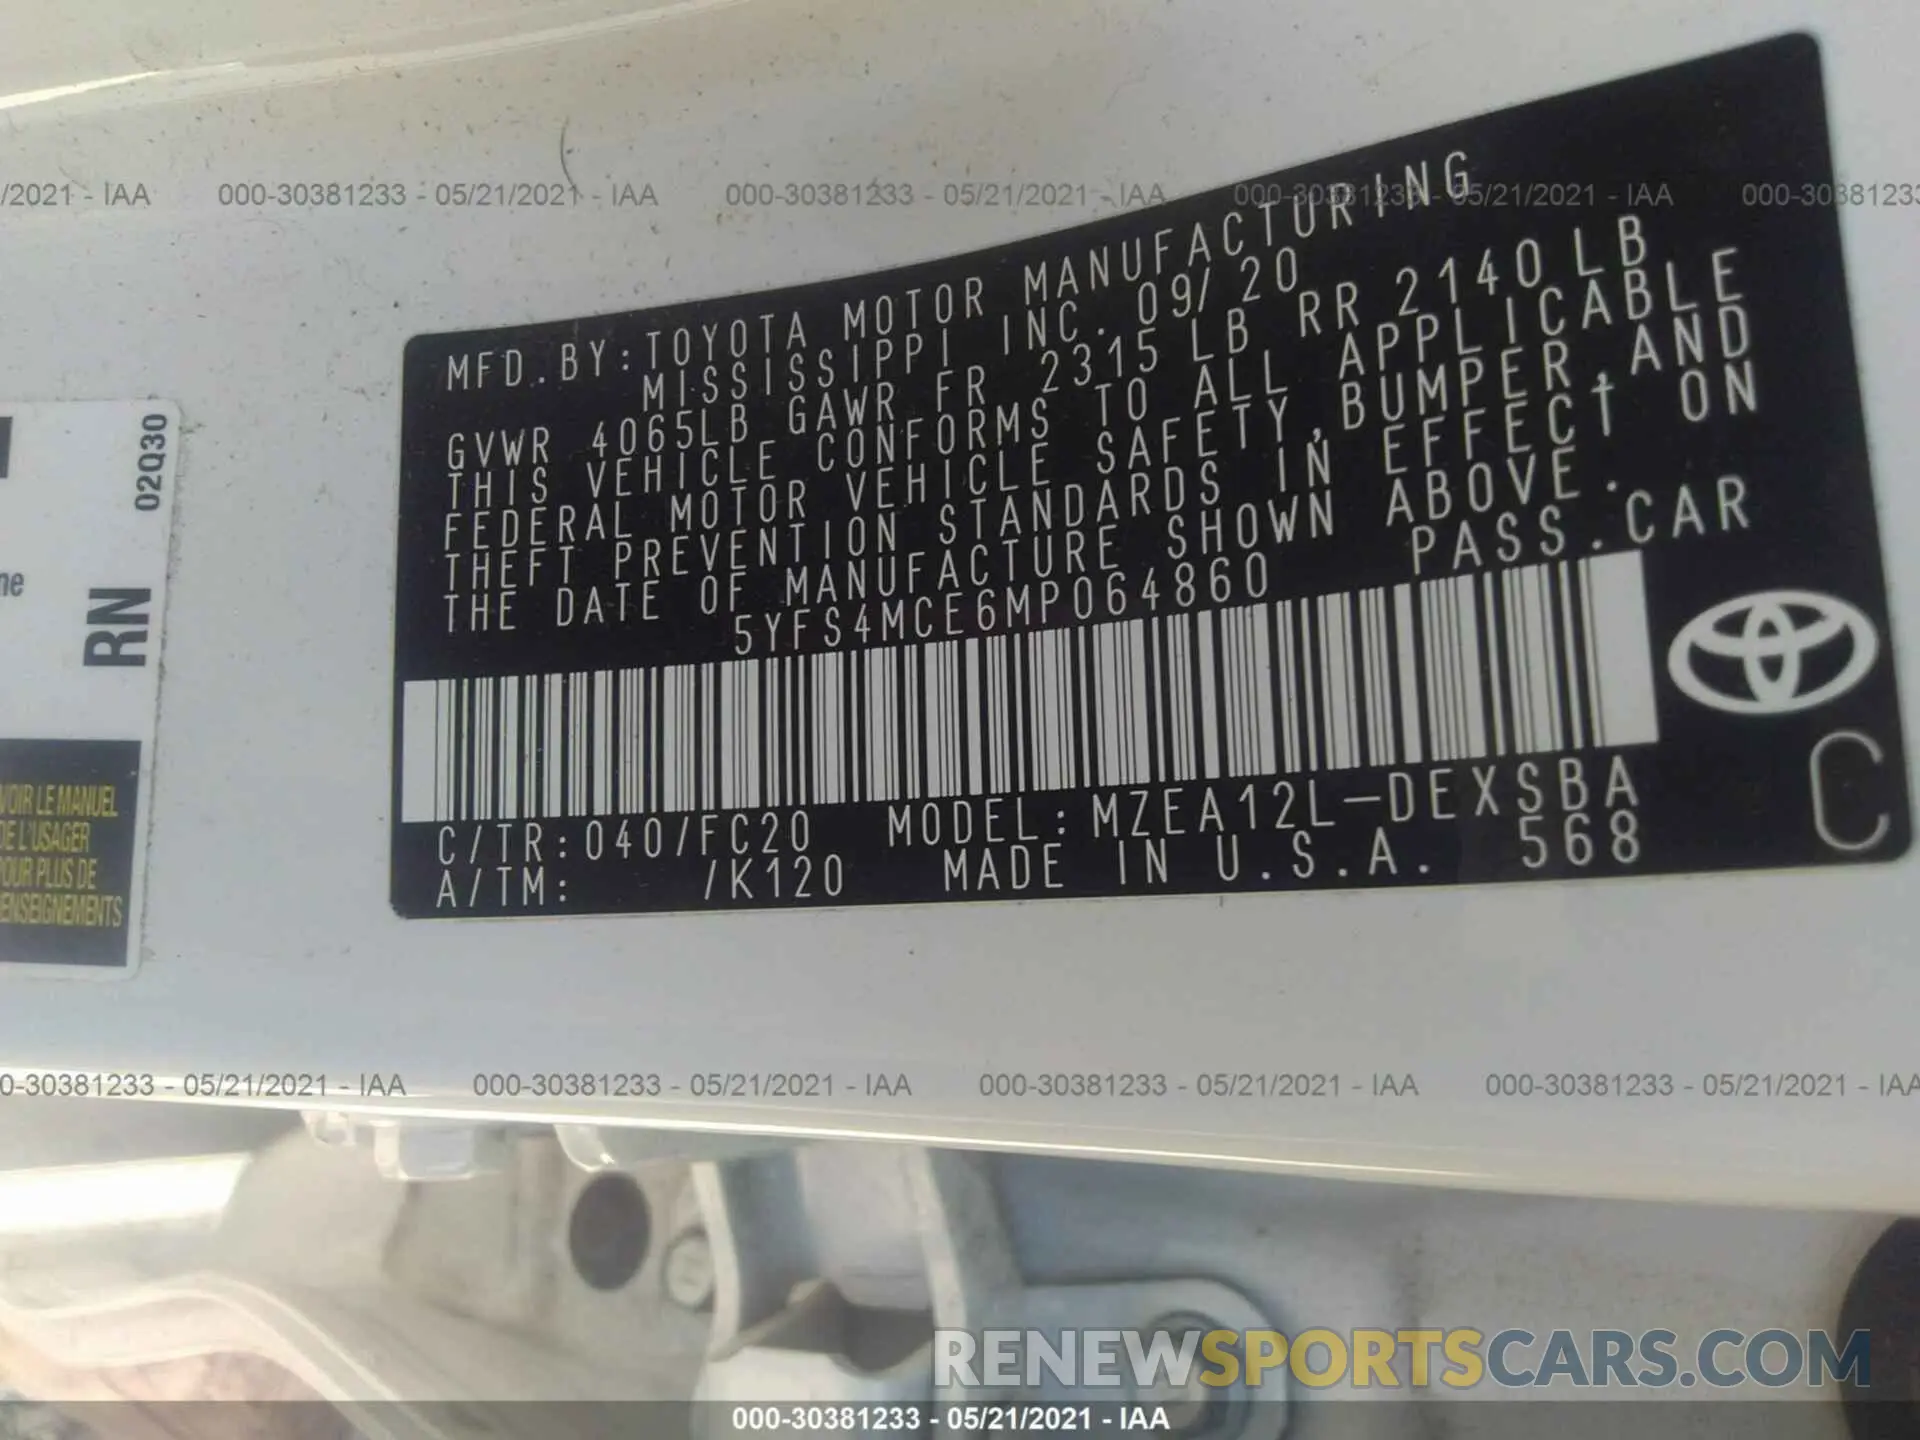 /2021 - IAA 000-30381233 - 05/21/2021 - IAA 000-30381233 - 05/21/2021 - IAA 000-30381233 - 05/21/2021 - IAA 000-3038123
MFD.BY:TOYOTA MOTOR MANUFACTURING
MISSISSIPPI INC. 09/20
GVWR 4065LB GAWR FR 2315LB RR 2140LB
THIS VEHICLE CONFORMS TO ALL APPLICABLE
FEDERAL MOTOR VEHICLE SAFETY,BUMPER,AND
THEFT PREVENTION STANDARDS IN EFFECT ON
THE DATE OF MANUFACTURE SHOWN ABOVE.
5YFS4MCE6MP064860 PASS.CAR
C/TR:040/FC20 MODEL:MZEA12L-DEXSBA
A/TM: /K120 MADE IN U.S.A. 568
C
02Q30
RN
ne
VOIR LE MANUEL
DE L'USAGER
POUR PLUS DE
RENSEIGNEMENTS
0-30381233 - 05/21/2021 - IAA 000-30381233 - 05/21/2021 - IAA 000-30381233 - 05/21/2021 - IAA 000-30381233 - 05/21/2021 - IAA
RENEWSPORTSCARS.COM
000-30381233 - 05/21/2021 - IAA